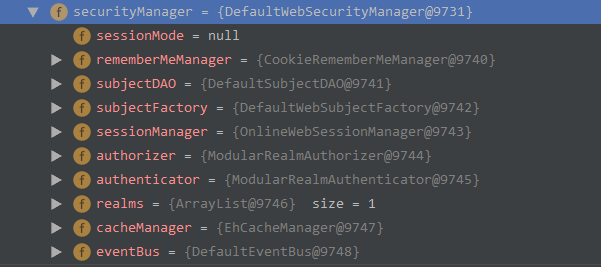 f securityManager = {DefaultWebSecurityManager@9731}
f sessionMode = null
f rememberMeManager = {CookieRememberMeManager@9740}
f subjectDAO = {DefaultSubjectDAO@9741}
f subjectFactory = {DefaultWebSubjectFactory@9742}
f sessionManager = {OnlineWebSessionManager@9743}
f authorizer = {ModularRealmAuthorizer@9744}
f authenticator = {ModularRealmAuthenticator@9745}
f realms = {ArrayList@9746} size = 1
f cacheManager = {EhCacheManager@9747}
f eventBus = {DefaultEventBus@9748}